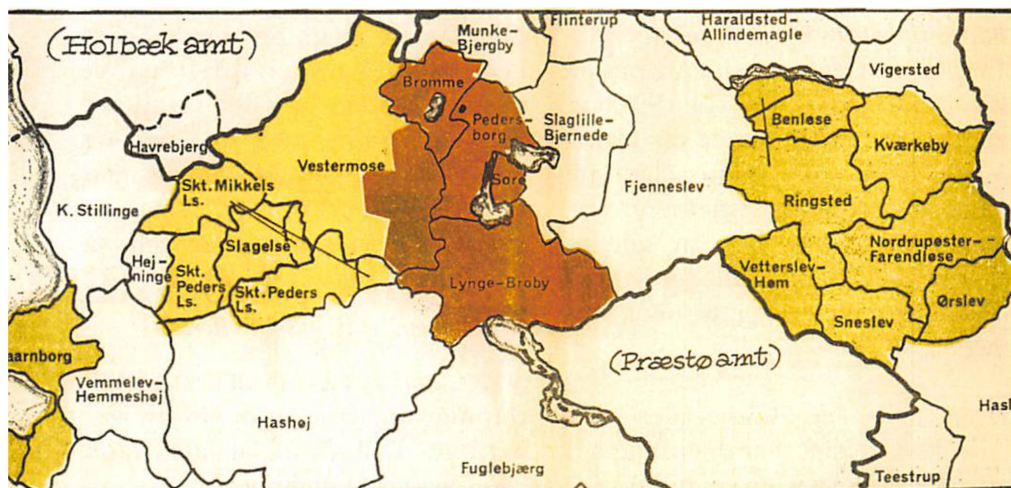 (Holbæk amt)
Munke-
Bjergby
Flinterup
Haraldsted-
Allindemagle
Vigersted
Bromme
Peders-
borg
Slaglille-
Bjernede
Benløse
Kværkeby
Havrebjerg
Vestermose
Sorø
Fjenneslev
Ringsted
Skt. Mikkels
Ls.
K. Stillinge
Slagelse
Hej-
ninge
Skt.
Peders
Ls.
Skt. Peders
Ls.
Lynge-Broby
Nordrupøster-
Farendløse
Vetterslev-
Høm
Ørslev
Sneslev
aarnborg
Vemmelev-
Hemmeshøj
(Præstø amt)
Hashøj
Hasl
Fuglebjærg
Teestrup